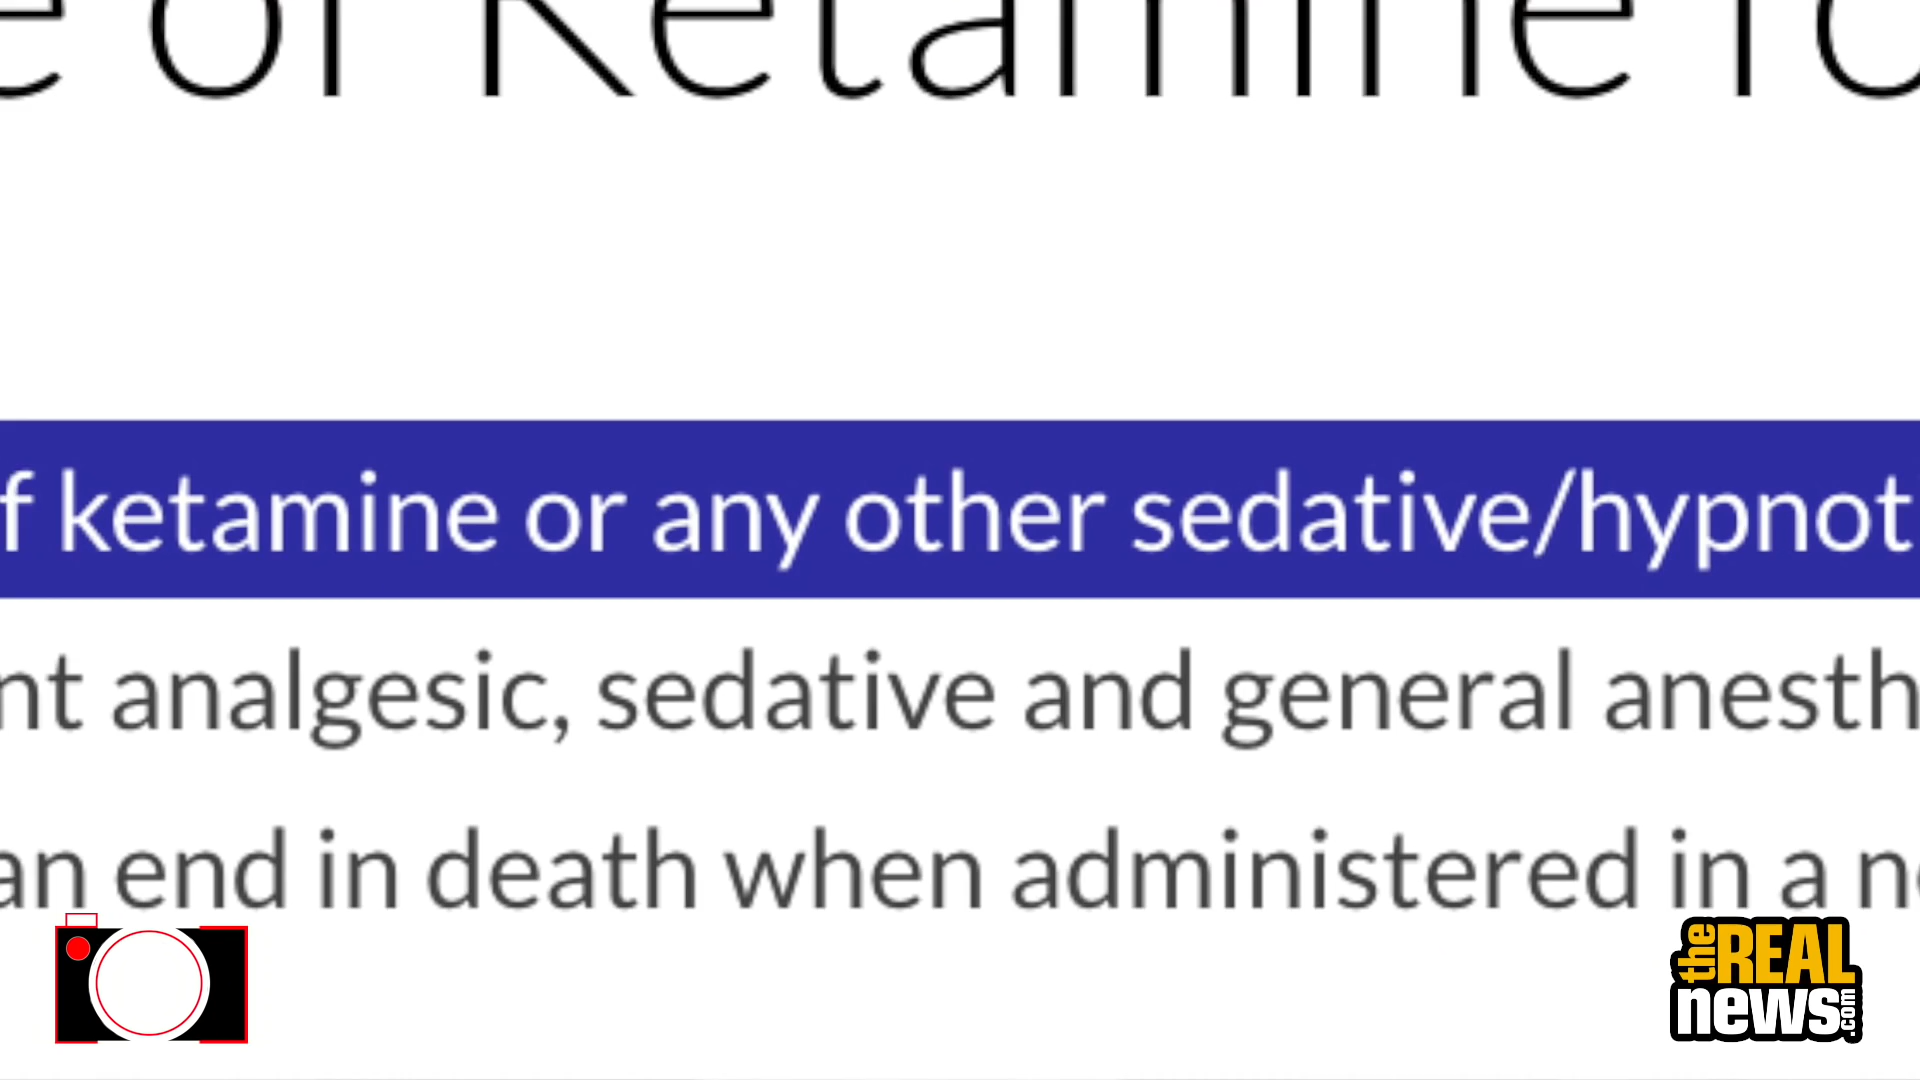 e of Ketamine fo
f ketamine or any other sedative/hypnot
nt analgesic, sedative and general anesth
an end in death when administered in a n
the REAL
news.com